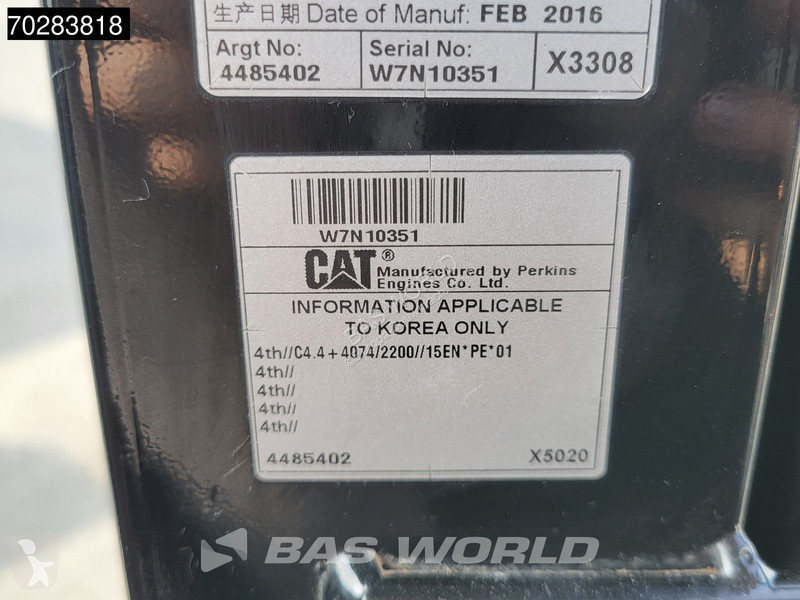 70283818
生产日期 Date of Manuf: FEB 2016
Argt No: Serial No:
4485402 W7N10351 X3308
W7N10351
CAT® Manufactured by Perkins
Engines Co. Ltd.
INFORMATION APPLICABLE
TO KOREA ONLY
4th//C4.4+4074/2200//15EN*PE*01
4th//
4th//
4th//
4th//
4485402 X5020
BAS WORLD